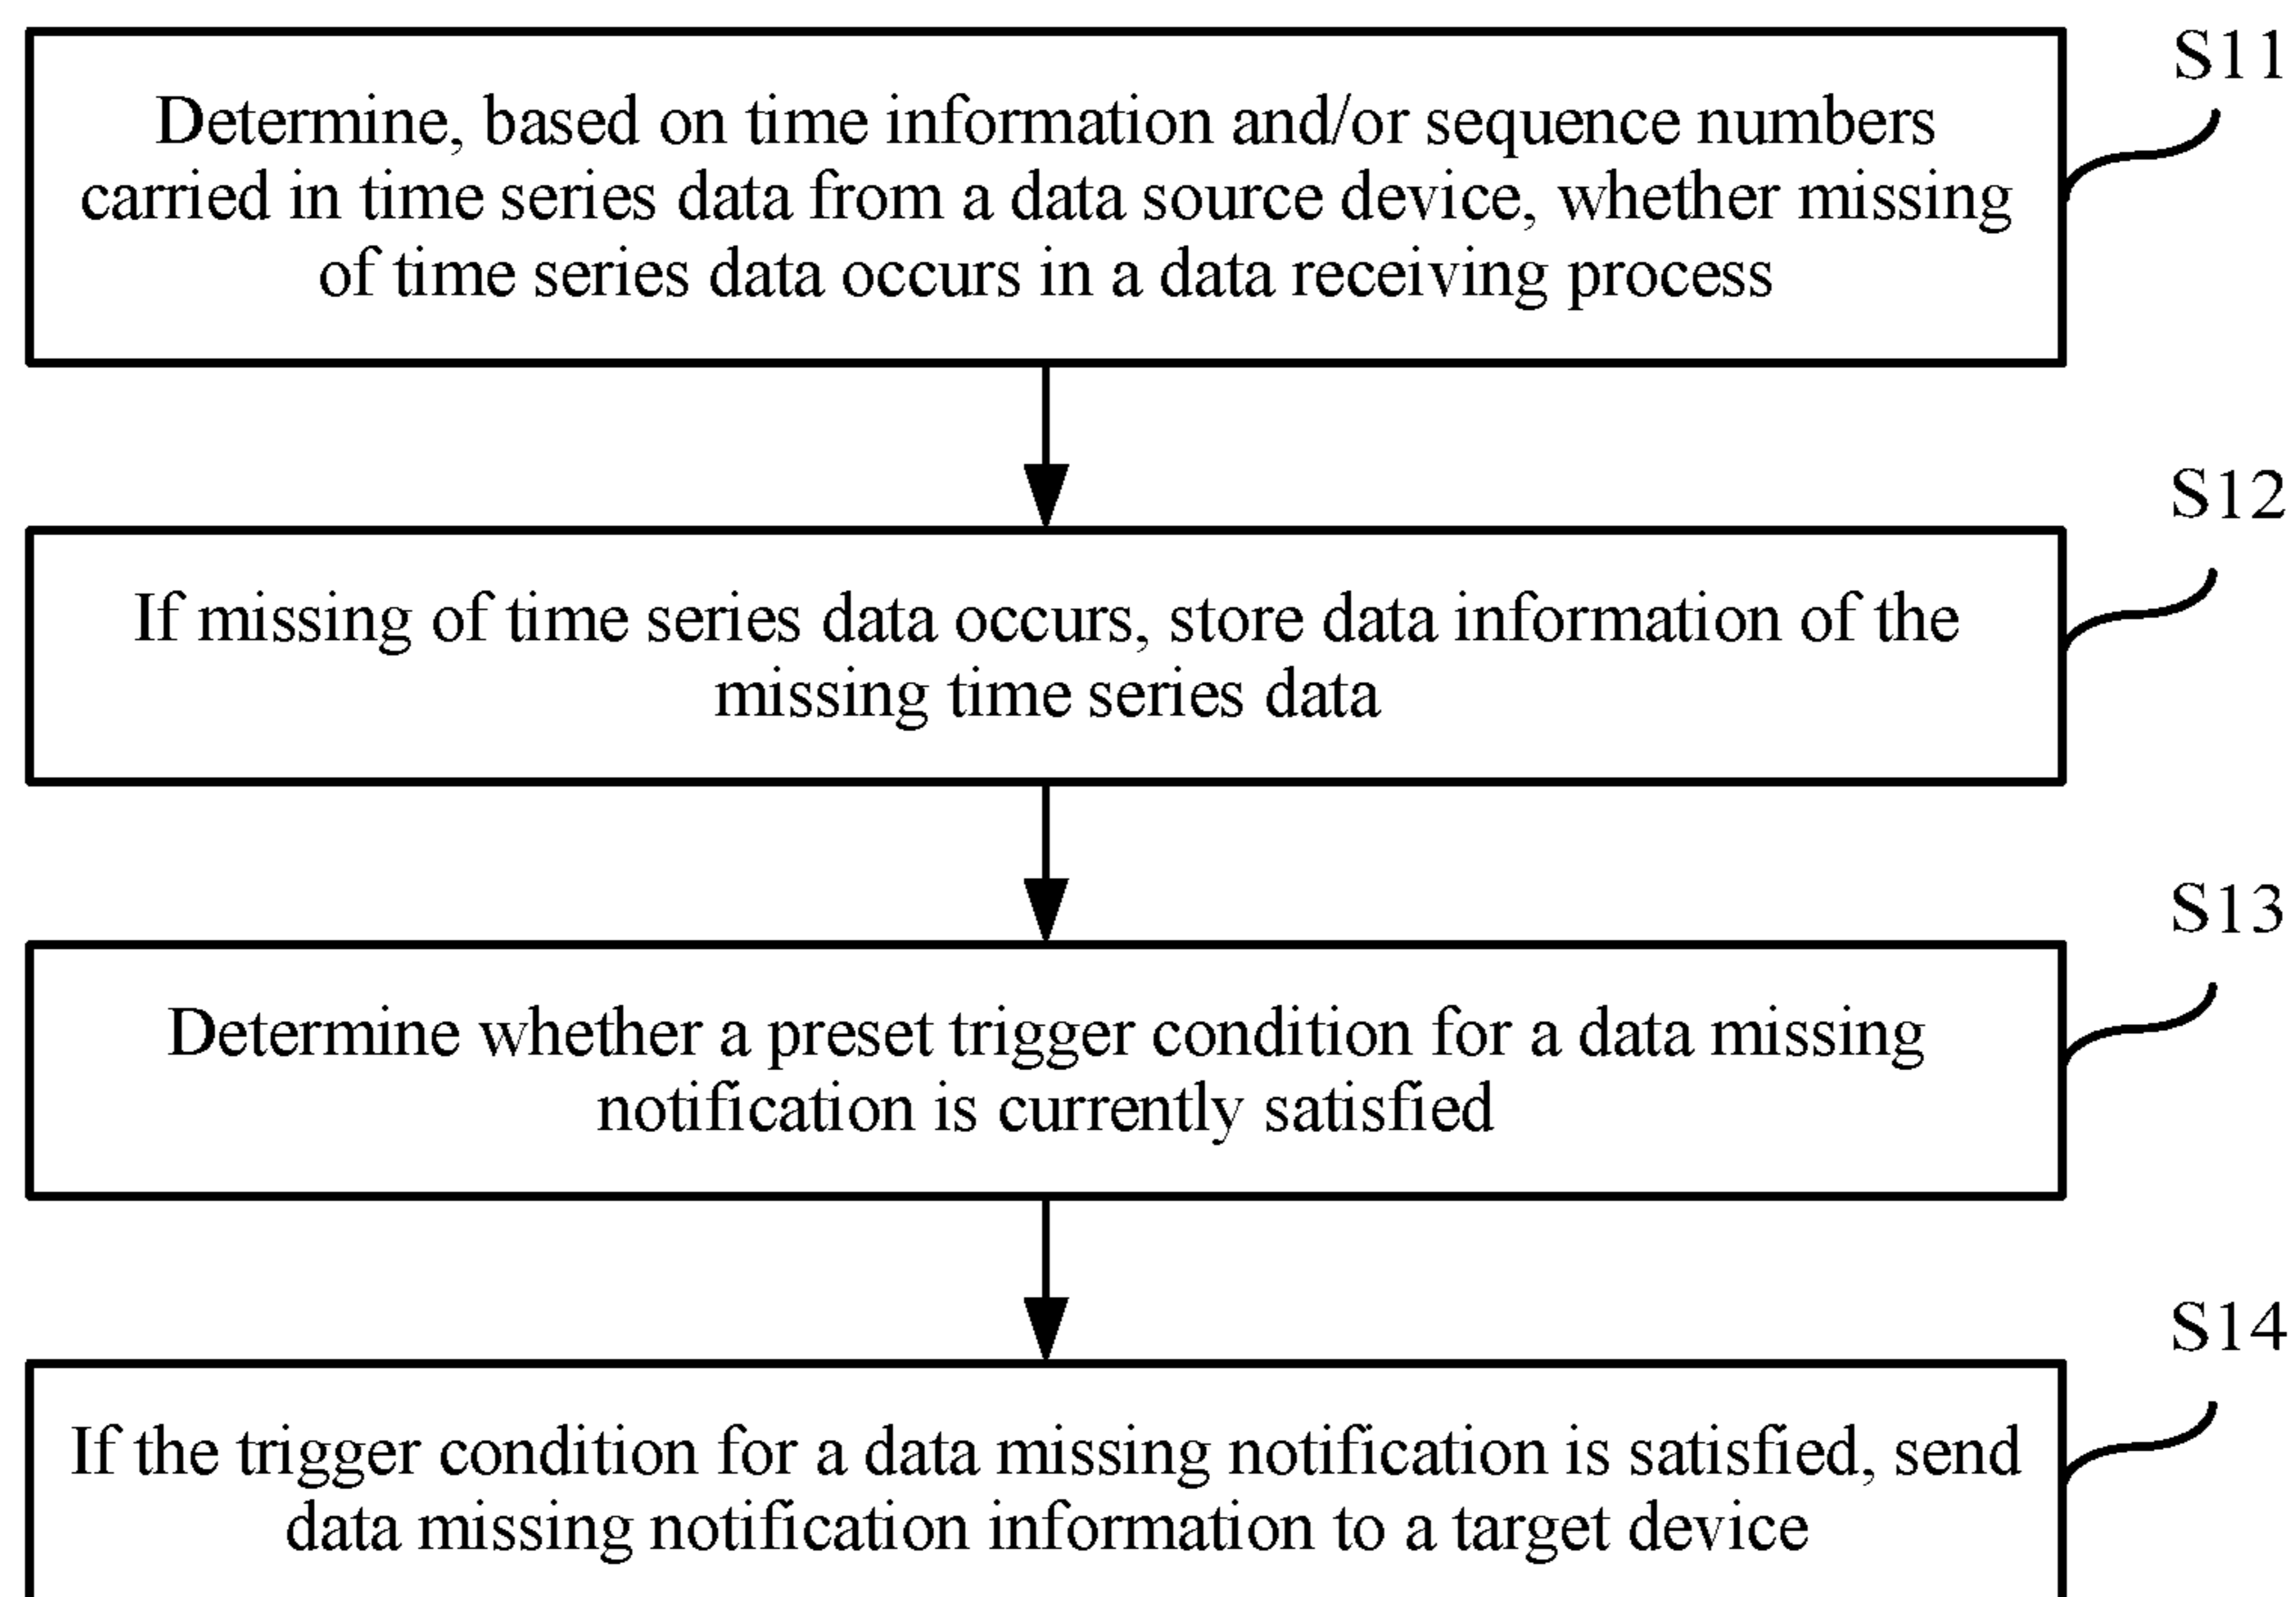 S11
Determine, based on time information and/or sequence numbers
carried in time series data from a data source device, whether missing
of time series data occurs in a data receiving process
S12
If missing of time series data occurs, store data information of the
missing time series data
S13
Determine whether a preset trigger condition for a data missing
notification is currently satisfied
S14
If the trigger condition for a data missing notification is satisfied, send
data missing notification information to a target device